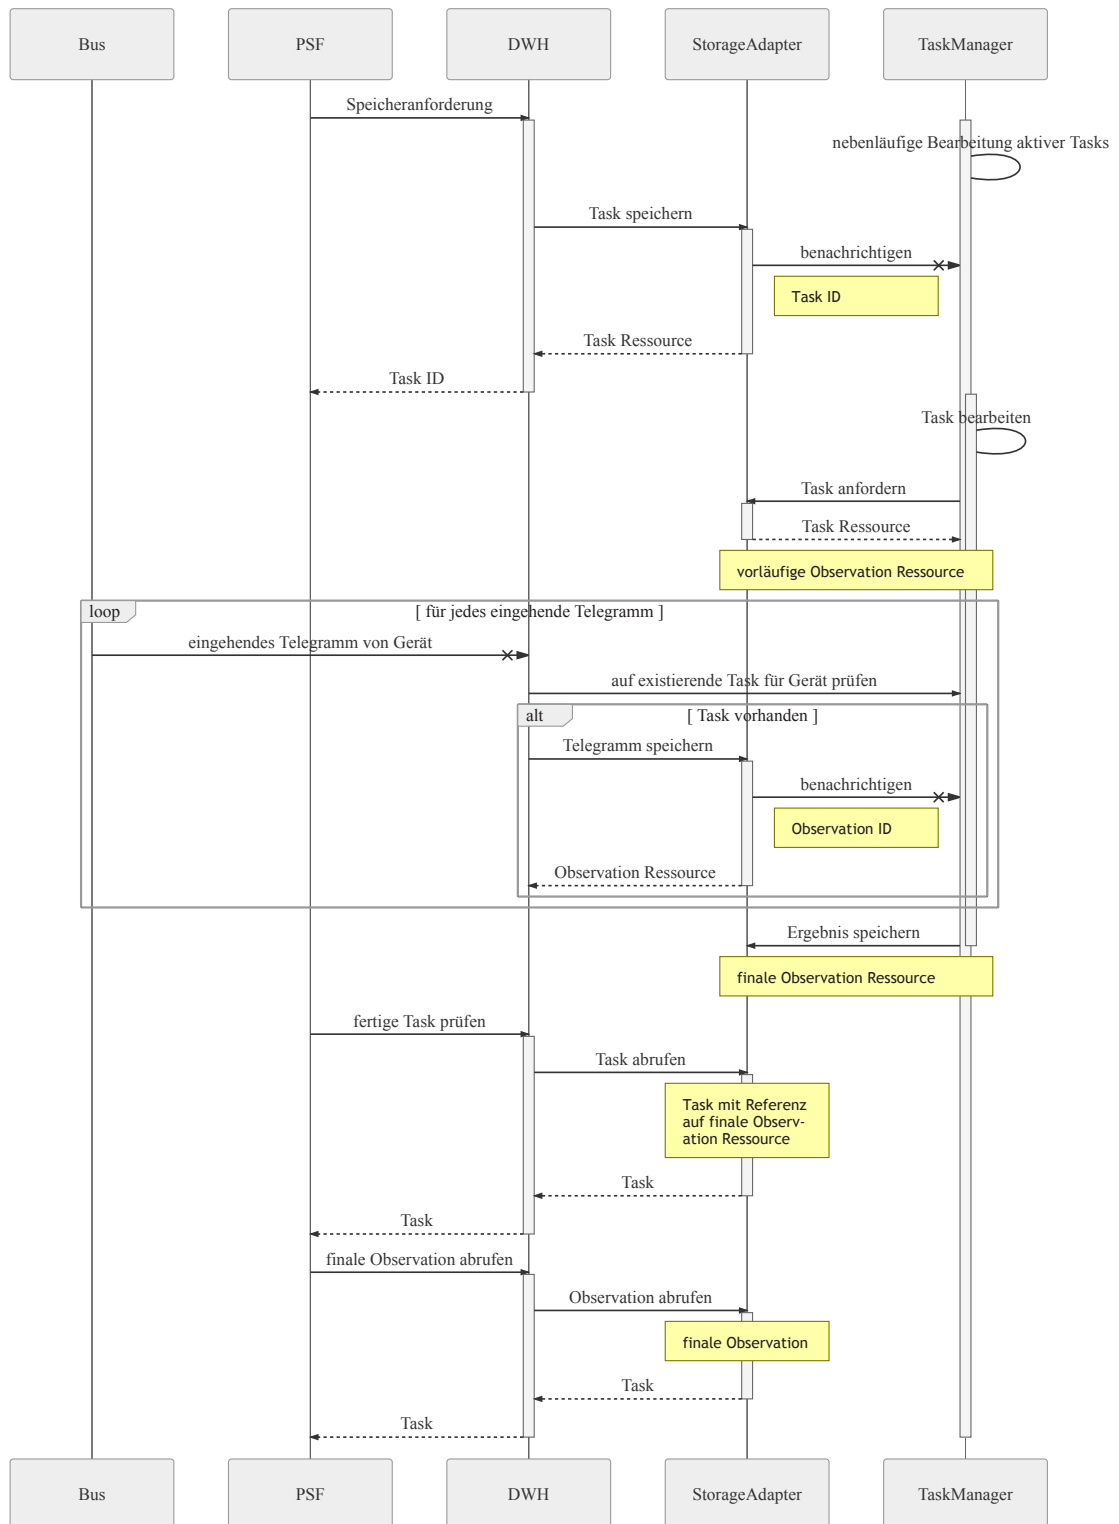 Bus
PSF
DWH
StorageAdapter
TaskManager
Speicheranforderung
nebenläufige Bearbeitung aktiver Tasks
Task speichern
benachrichtigen
Task ID
Task Ressource
Task ID
Task bearbeiten
Task anfordern
Task Ressource
vorläufige Observation Ressource
loop
[ für jedes eingehende Telegramm ]
eingehendes Telegramm von Gerät
auf existierende Task für Gerät prüfen
alt
[ Task vorhanden ]
Telegramm speichern
benachrichtigen
Observation ID
Observation Ressource
Ergebnis speichern
finale Observation Ressource
fertige Task prüfen
Task abrufen
Task mit Referenz
auf finale Observ-
ation Ressource
Task
Task
finale Observation abrufen
Observation abrufen
finale Observation
Task
Task
Bus
PSF
DWH
StorageAdapter
TaskManager